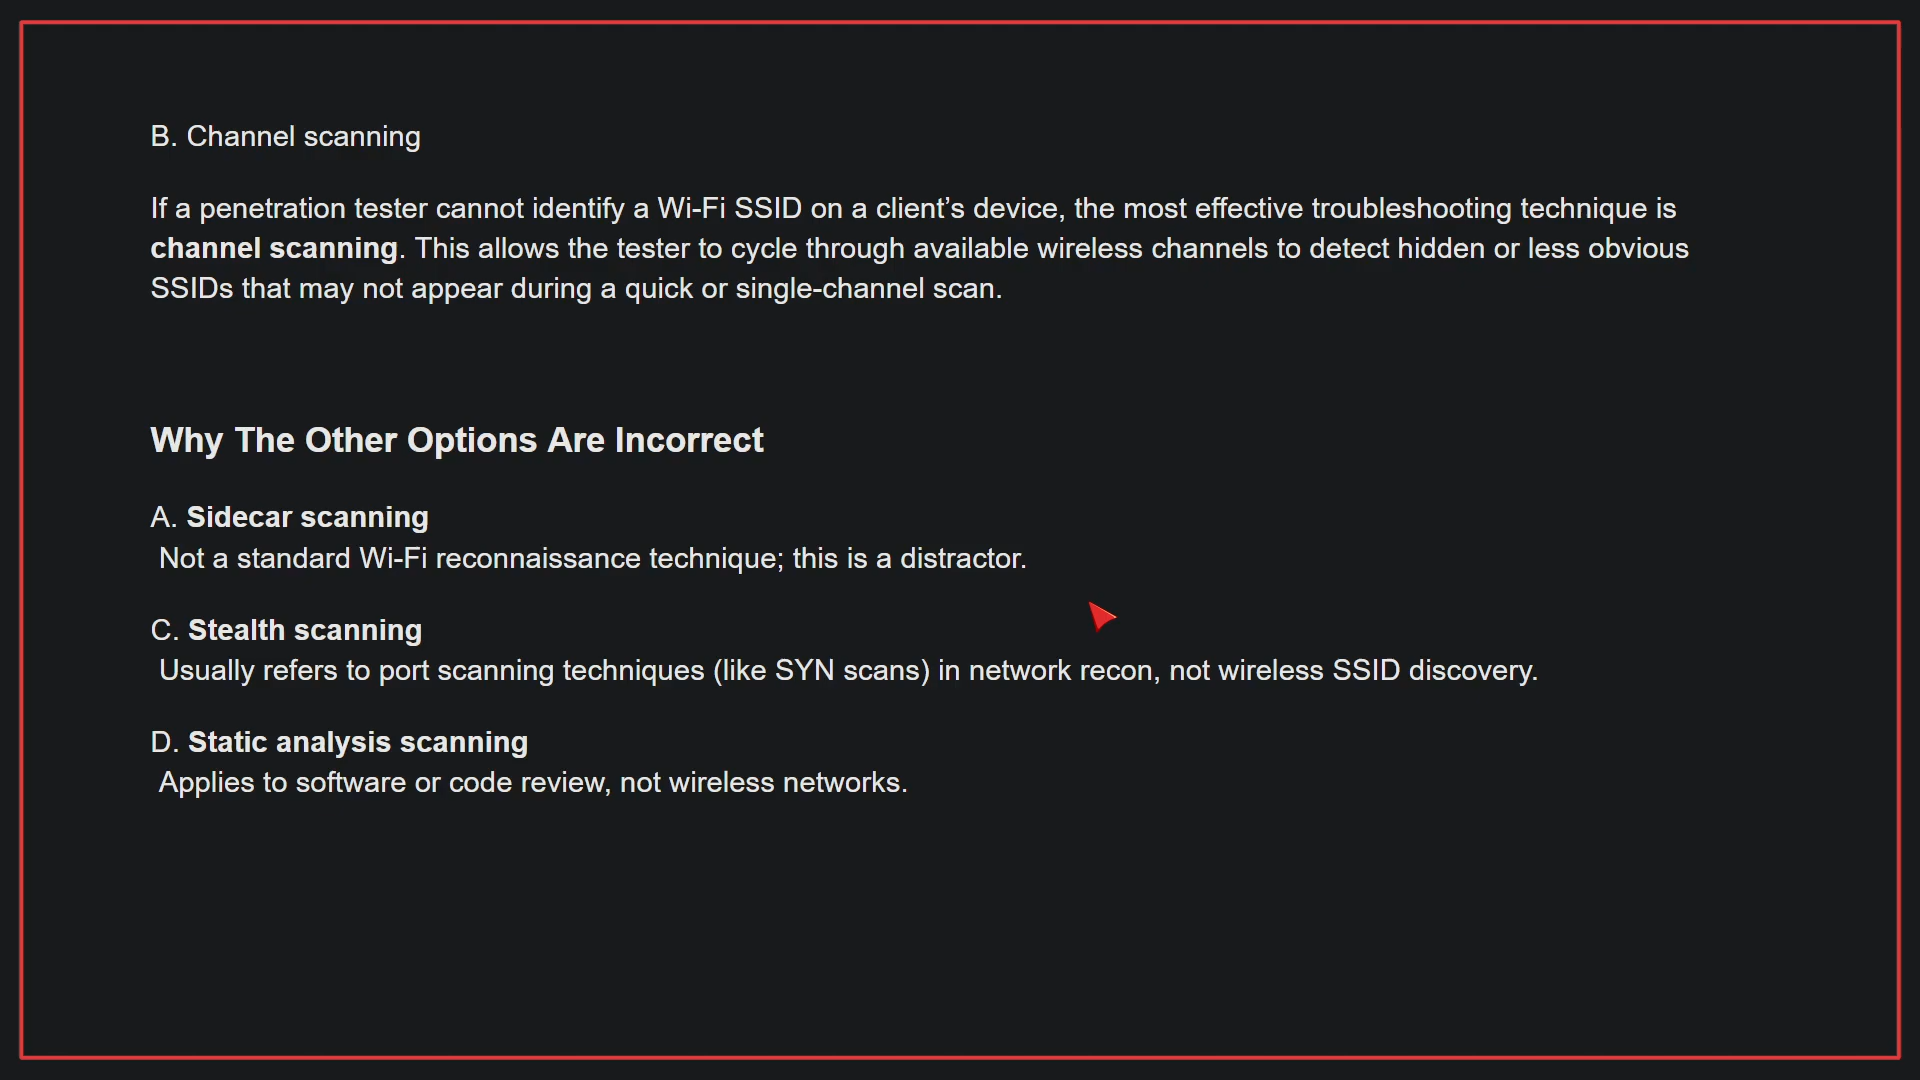 B. Channel scanning
If a penetration tester cannot identify a Wi-Fi SSID on a client’s device, the most effective troubleshooting technique is
channel scanning. This allows the tester to cycle through available wireless channels to detect hidden or less obvious
SSIDs that may not appear during a quick or single-channel scan.
Why The Other Options Are Incorrect
A. Sidecar scanning
Not a standard Wi-Fi reconnaissance technique; this is a distractor.
C. Stealth scanning
Usually refers to port scanning techniques (like SYN scans) in network recon, not wireless SSID discovery.
D. Static analysis scanning
Applies to software or code review, not wireless networks.